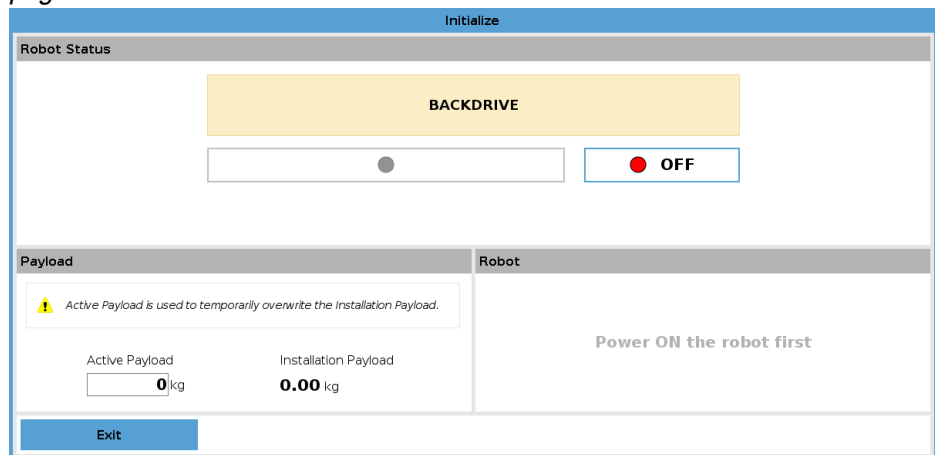 Initialize
Robot Status
BACKDRIVE
OFF
Payload
Robot
Active Payload is used to temporarily overwrite the Installation Payload.
Power ON the robot first
Active Payload
Installation Payload
0 kg
0.00 kg
Exit